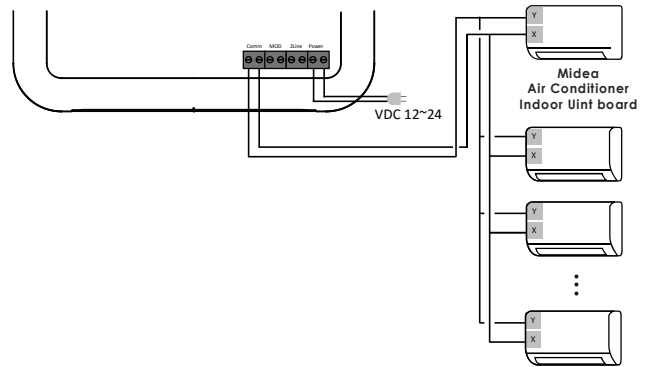 Comm MOD 2Line Power
VDC 12~24
Y
X
Midea
Air Conditioner
Indoor Uint board
Y
X
Y
X
Y
X